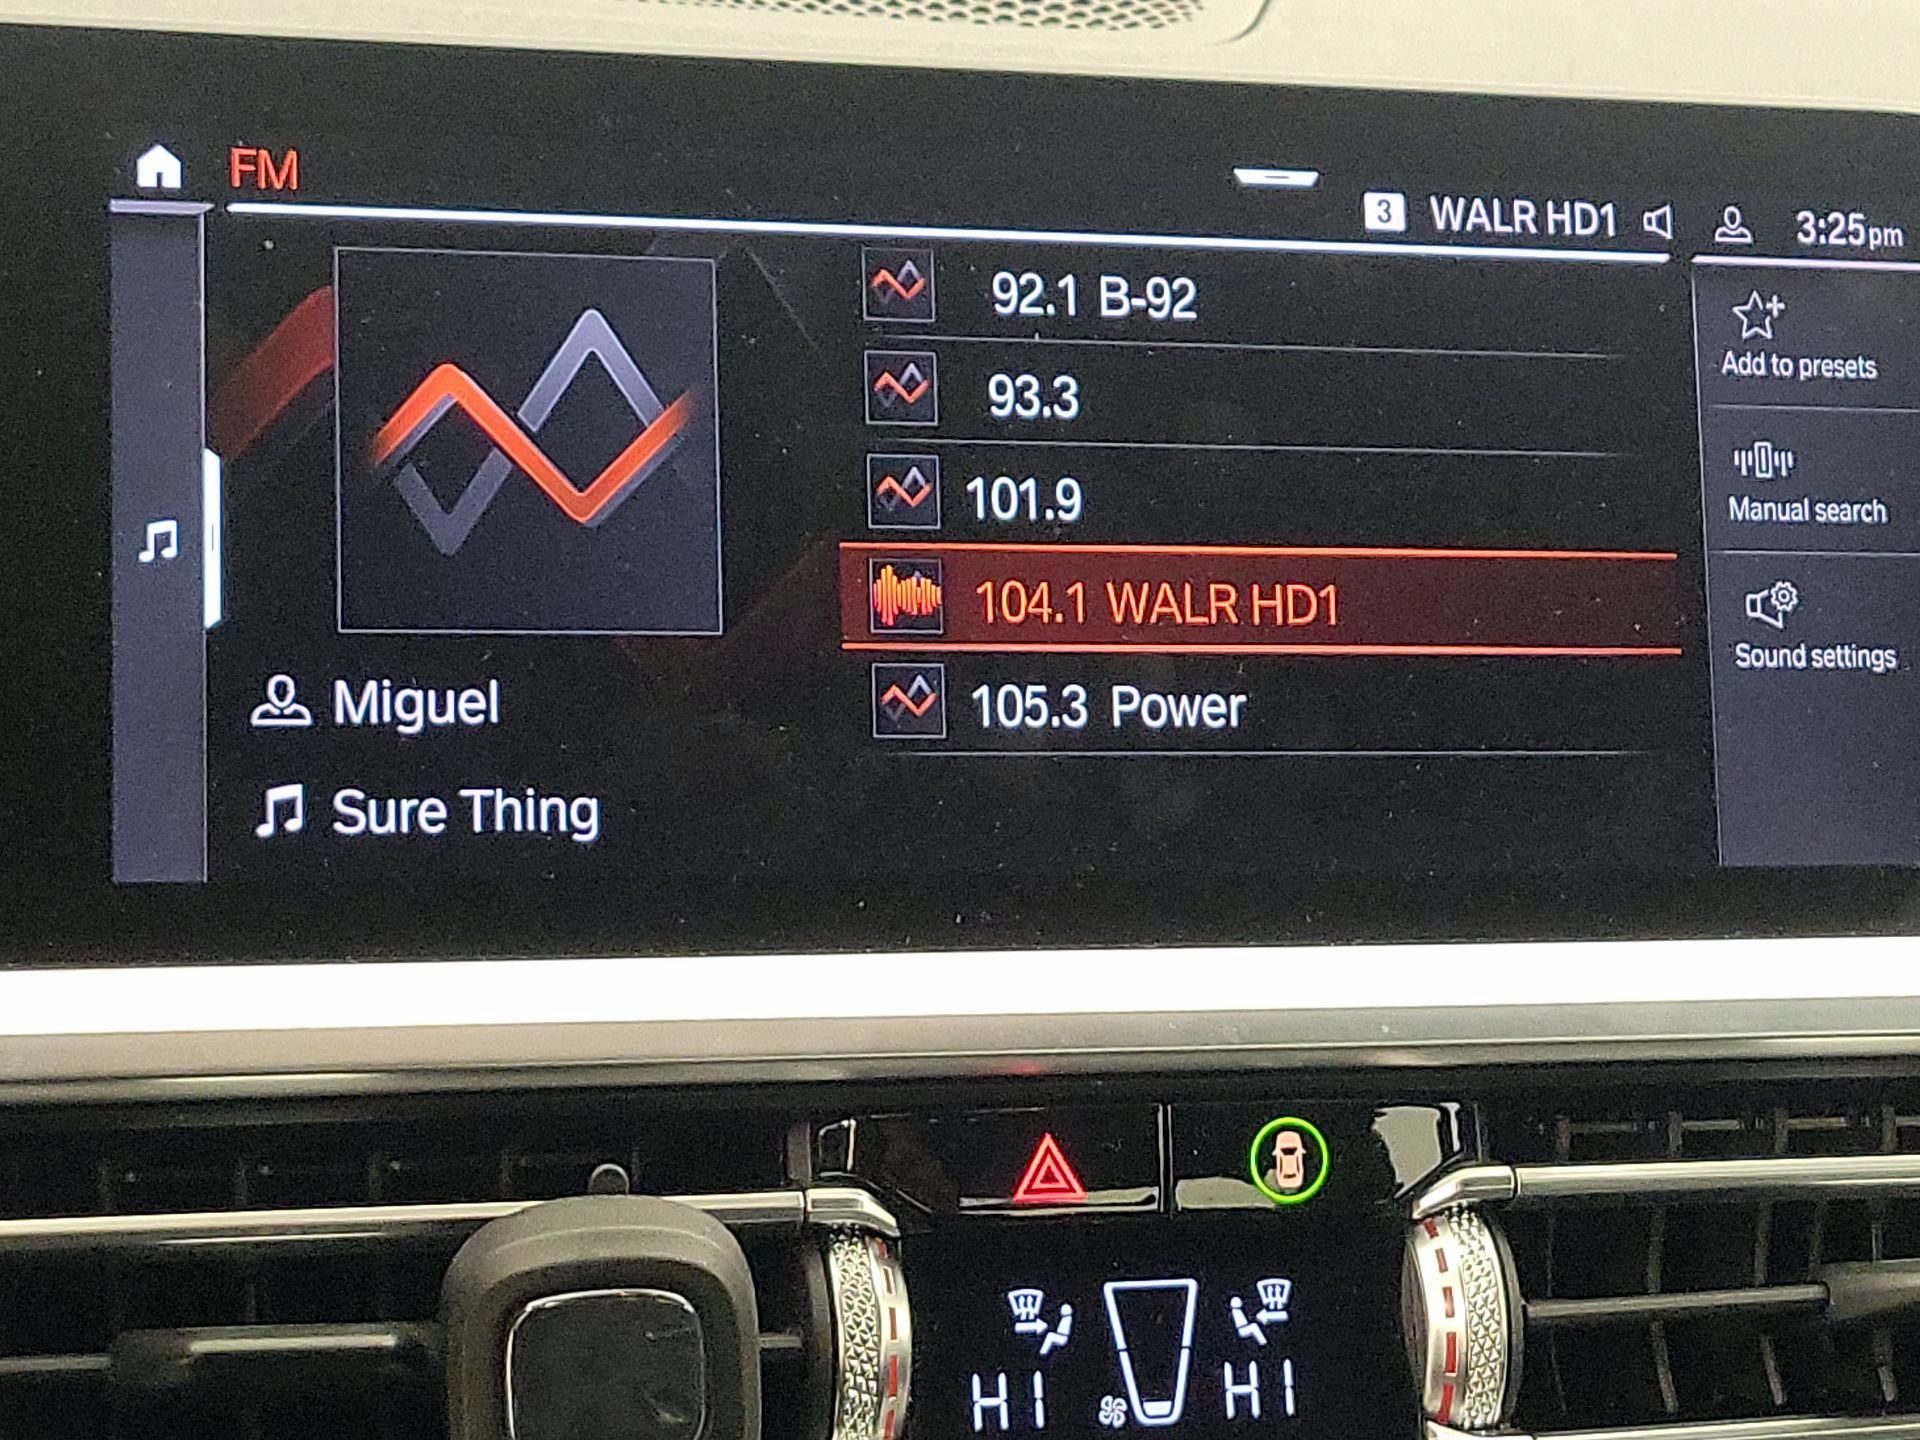 FM
3 WALR HD1
3:25pm
92.1 B-92
93.3
101.9
104.1 WALR HD1
105.3 Power
Miguel
Sure Thing
Add to presets
Manual search
Sound settings
HI HI